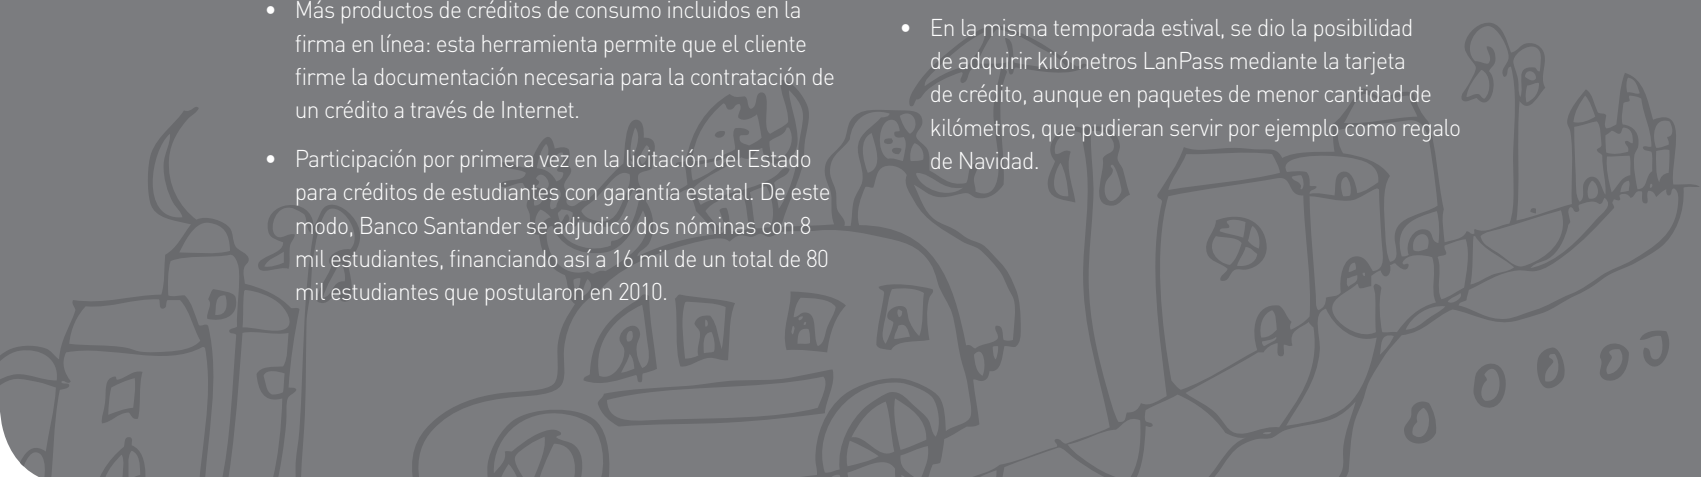 • Más productos de créditos de consumo incluidos en la
firma en línea: esta herramienta permite que el cliente
firme la documentación necesaria para la contratación de
un crédito a través de Internet.
• Participación por primera vez en la licitación del Estado
para créditos de estudiantes con garantía estatal. De este
modo, Banco Santander se adjudicó dos nóminas con 8
mil estudiantes, financiando así a 16 mil de un total de 80
mil estudiantes que postularon en 2010.
• En la misma temporada estival, se dio la posibilidad
de adquirir kilómetros LanPass mediante la tarjeta
de crédito, aunque en paquetes de menor cantidad de
kilómetros, que pudieran servir por ejemplo como regalo
de Navidad.